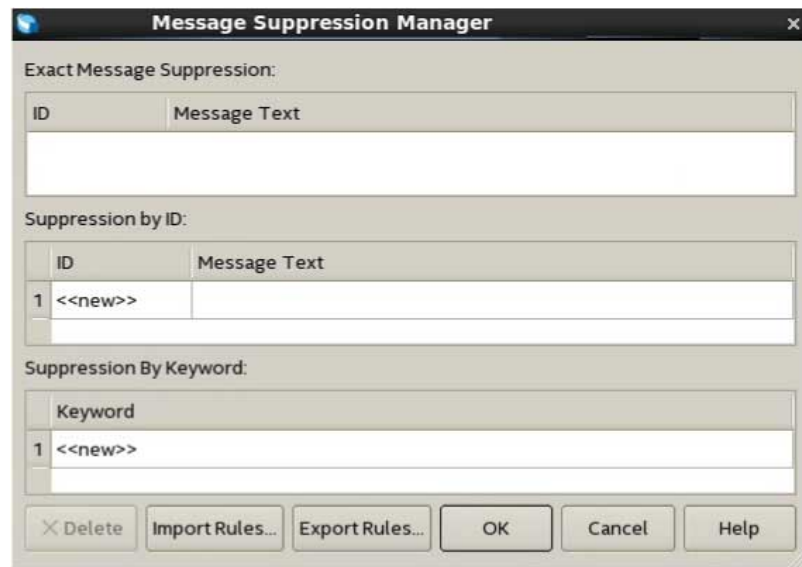 Message Suppression Manager ×
Exact Message Suppression:
ID Message Text
Suppression by ID:
ID Message Text
1 <<new>>
Suppression By Keyword:
Keyword
1 <<new>>
Delete Import Rules... Export Rules... OK Cancel Help